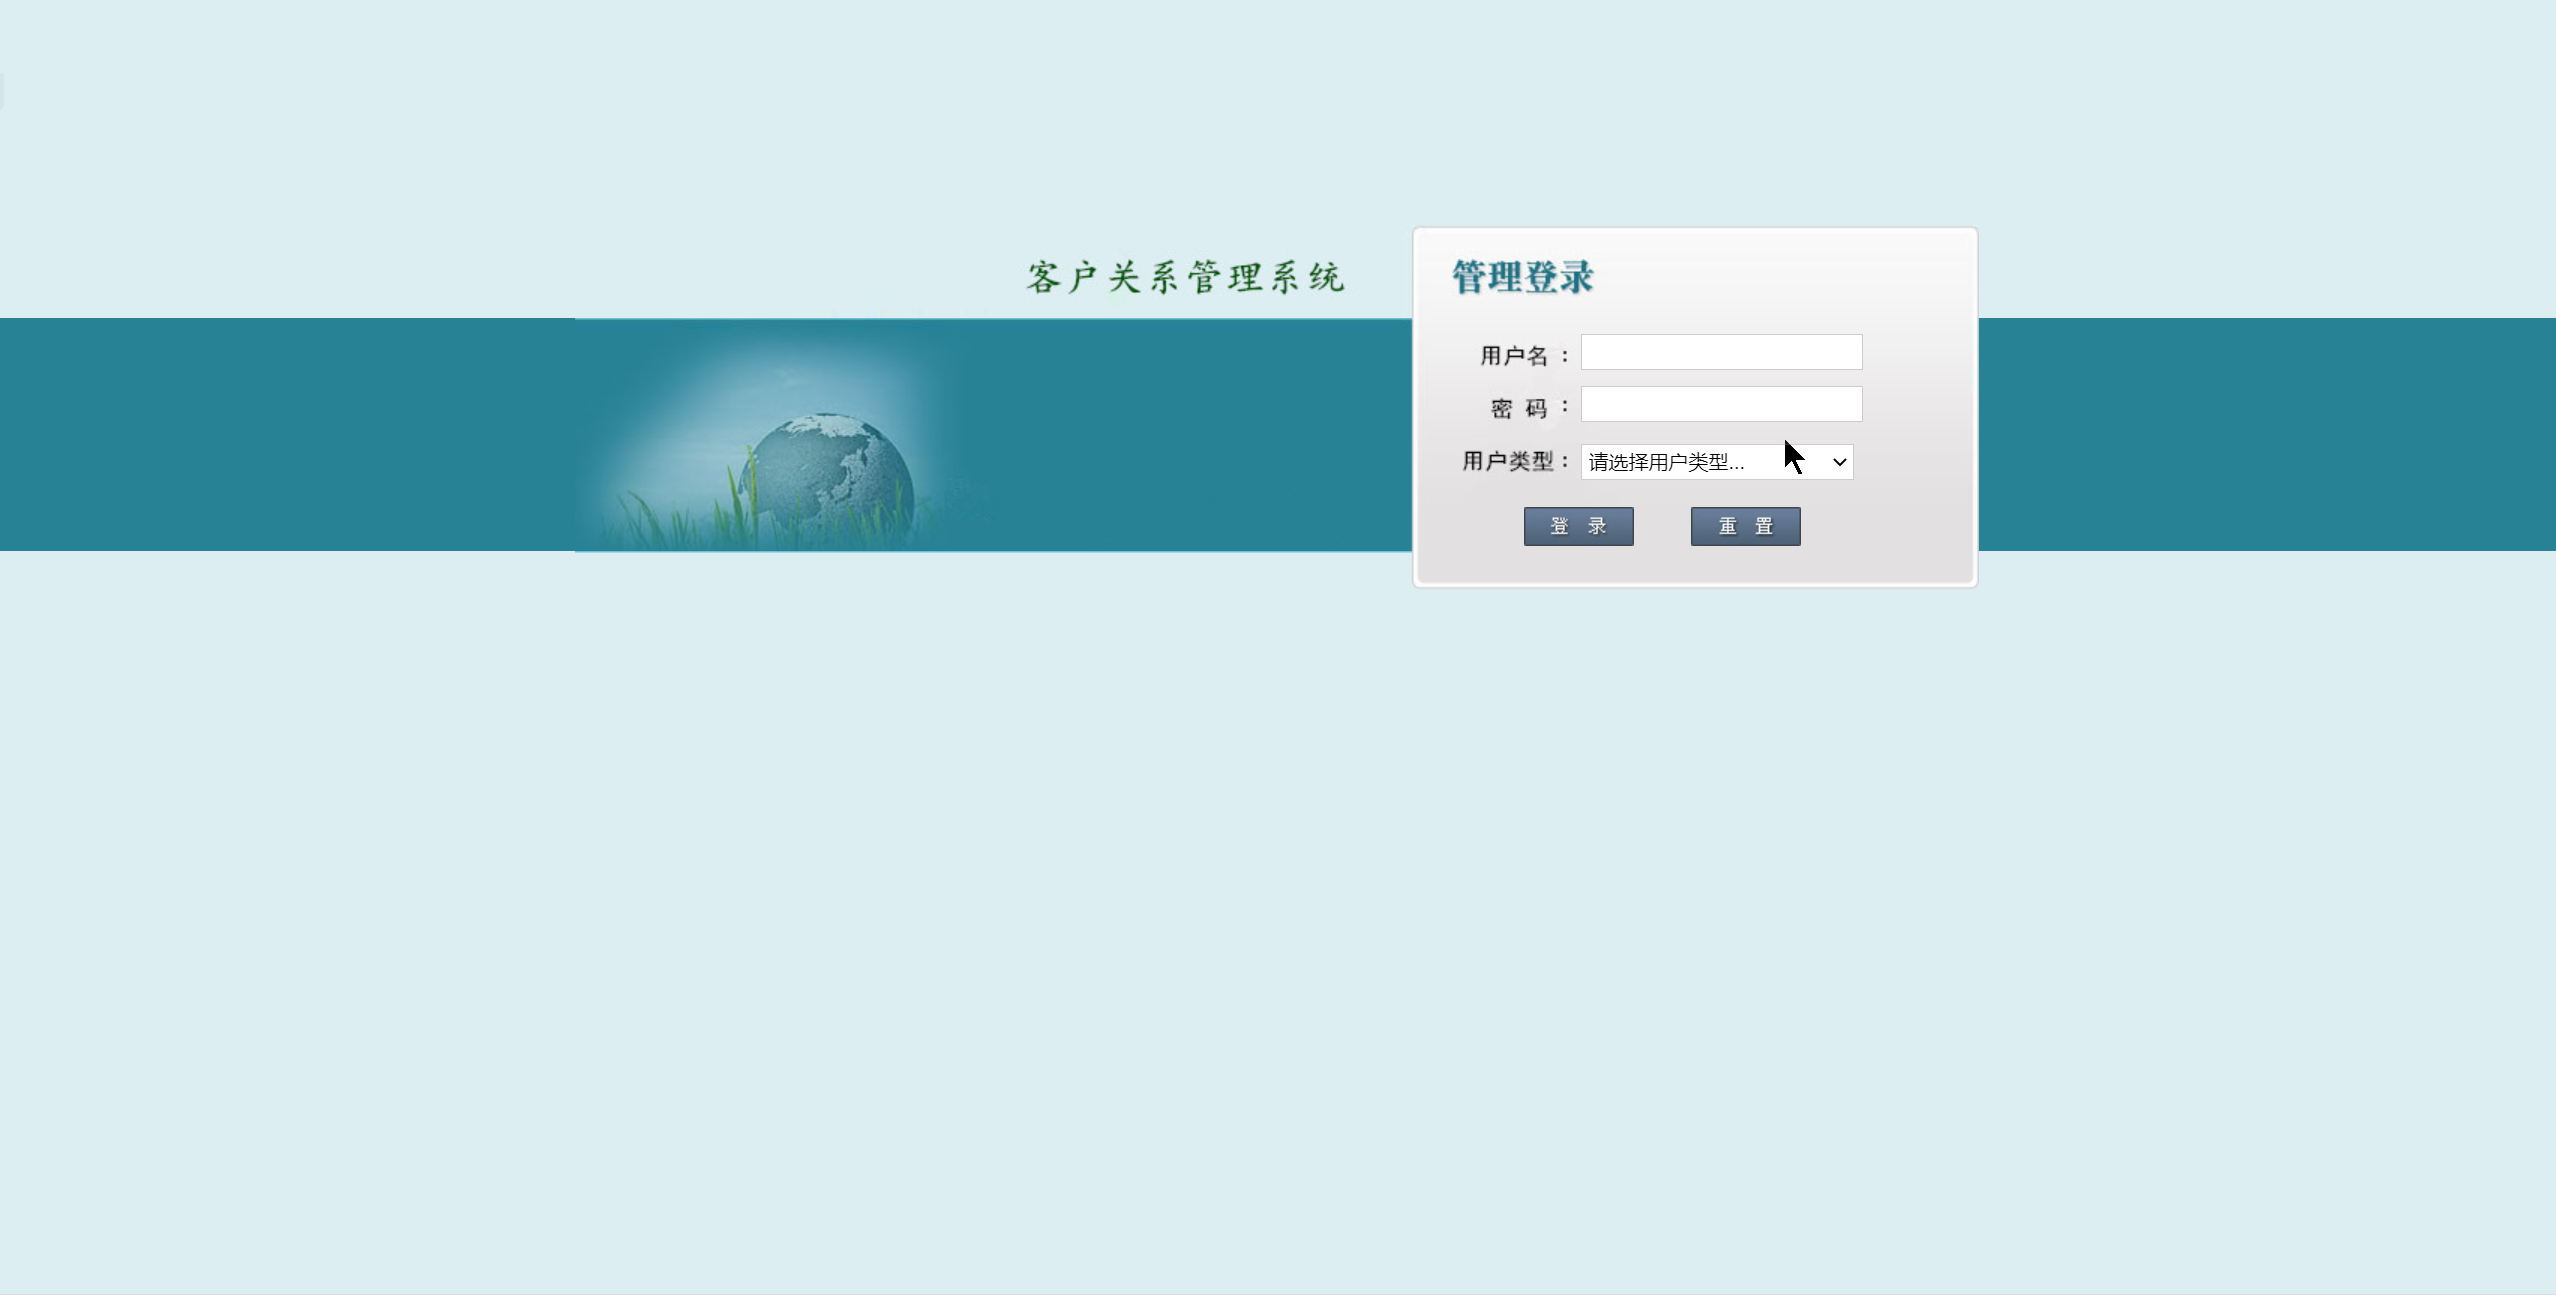 客户关系管理系统
管理登录
用户名：
密 码：
用户类型：请选择用户类型...
登 录 重 置